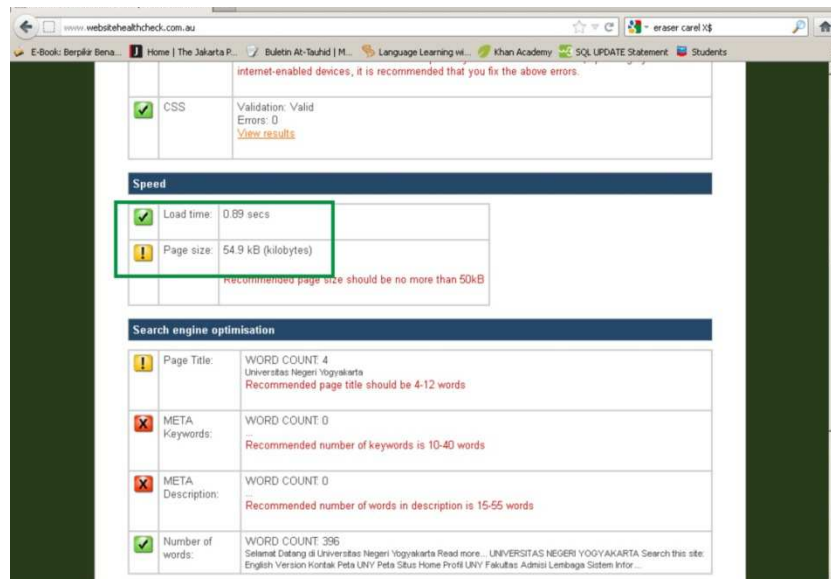 www.websitehealthcheck.com.au
eraser carel X$
E-Book: Berpikir Bena... Home | The Jakarta P... Buletin At-Tauhid | M... Language Learning wi... Khan Academy SQL UPDATE Statement Students
internet-enabled devices, it is recommended that you fix the above errors.
CSS
Validation: Valid
Errors: 0
View results
Speed
Load time: 0.89 secs
Page size: 54.9 kB (kilobytes)
Recommended page size should be no more than 50kB
Search engine optimisation
Page Title:
WORD COUNT: 4
Universitas Negeri Yogyakarta
Recommended page title should be 4-12 words
META
Keywords:
WORD COUNT: 0
...
Recommended number of keywords is 10-40 words
META
Description:
WORD COUNT: 0
...
Recommended number of words in description is 15-55 words
Number of
words:
WORD COUNT: 396
Selamat Datang di Universitas Negeri Yogyakarta Read more... UNIVERSITAS NEGERI YOGYAKARTA Search this site:
English Version Kontak Peta UNY Peta Situs Home Profil UNY Fakultas Admisi Lembaga Sistem Infor...